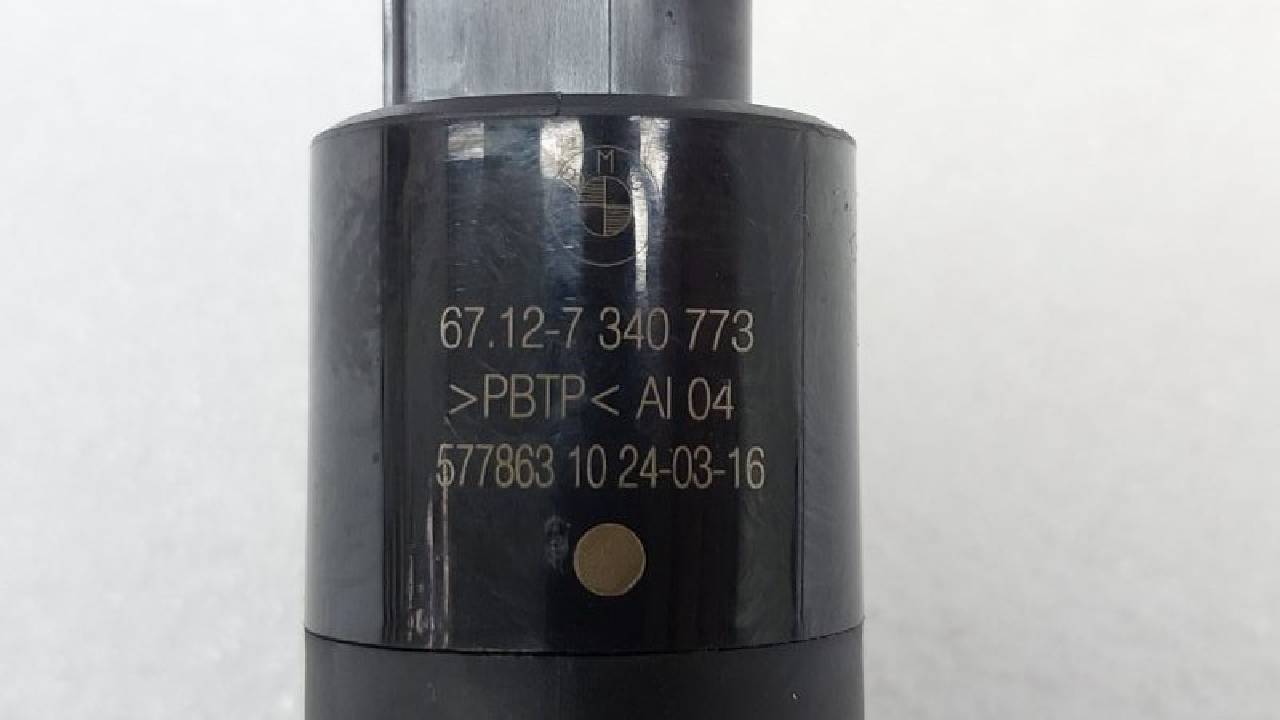 M
67.12-7 340 773
>PBTP< AI 04
577863 10 24-03-16